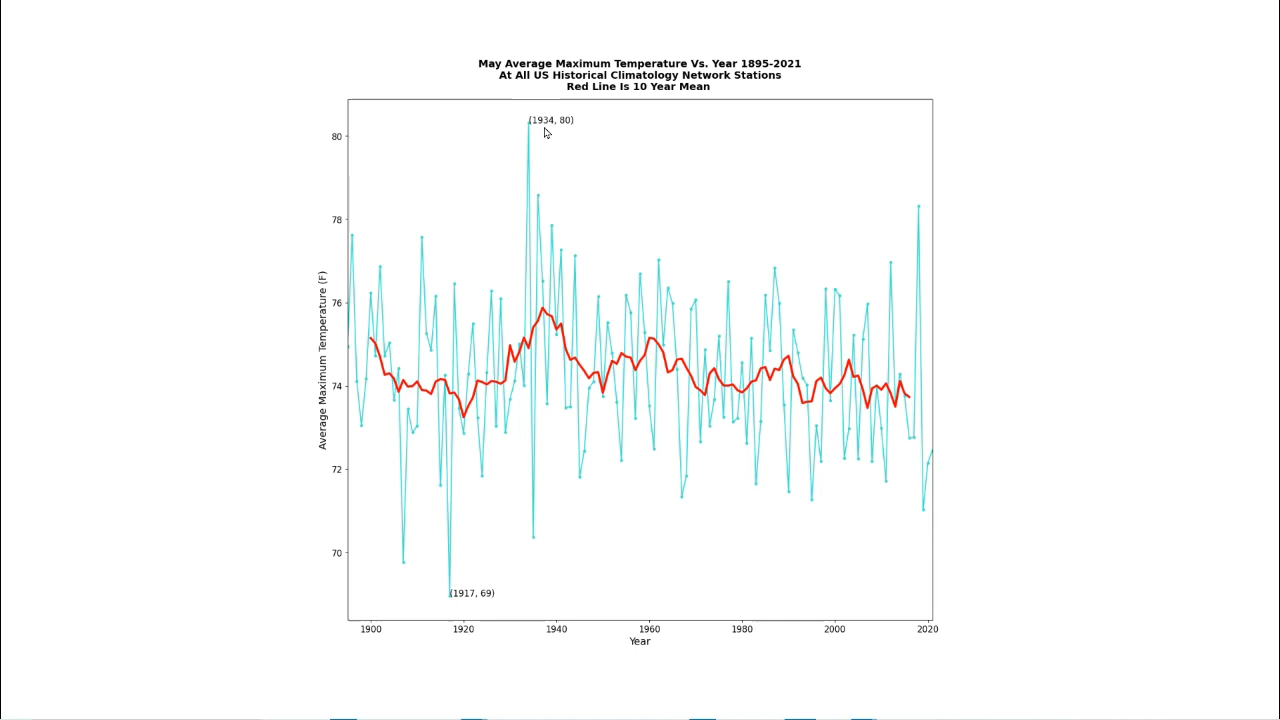 May Average Maximum Temperature Vs. Year 1895-2021
At All US Historical Climatology Network Stations
Red Line Is 10 Year Mean
(1934, 80)
80
78
76
74
72
70
Average Maximum Temperature (F)
(1917, 69)
1900 1920 1940 1960 1980 2000 2020
Year